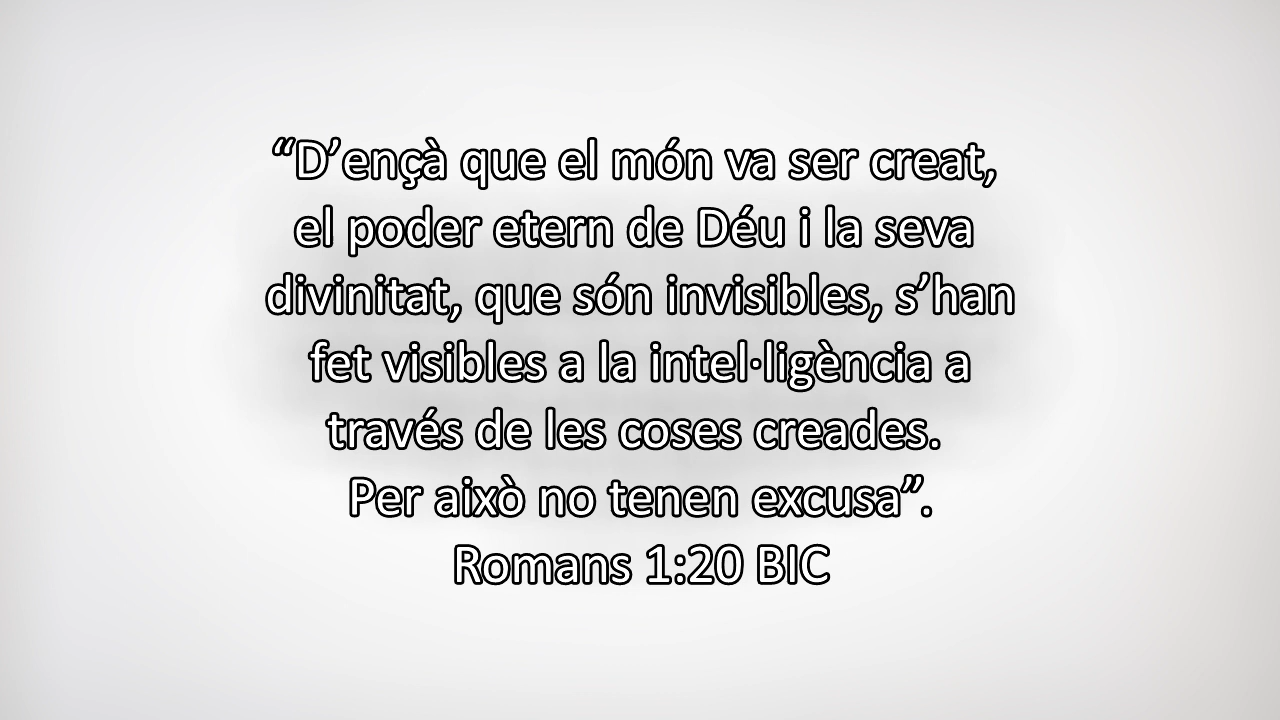 “D’ençà que el món va ser creat,
el poder etern de Déu i la seva
divinitat, que són invisibles, s’han
fet visibles a la intel·ligència a
través de les coses creades.
Per això no tenen excusa”.
Romans 1:20 BIC